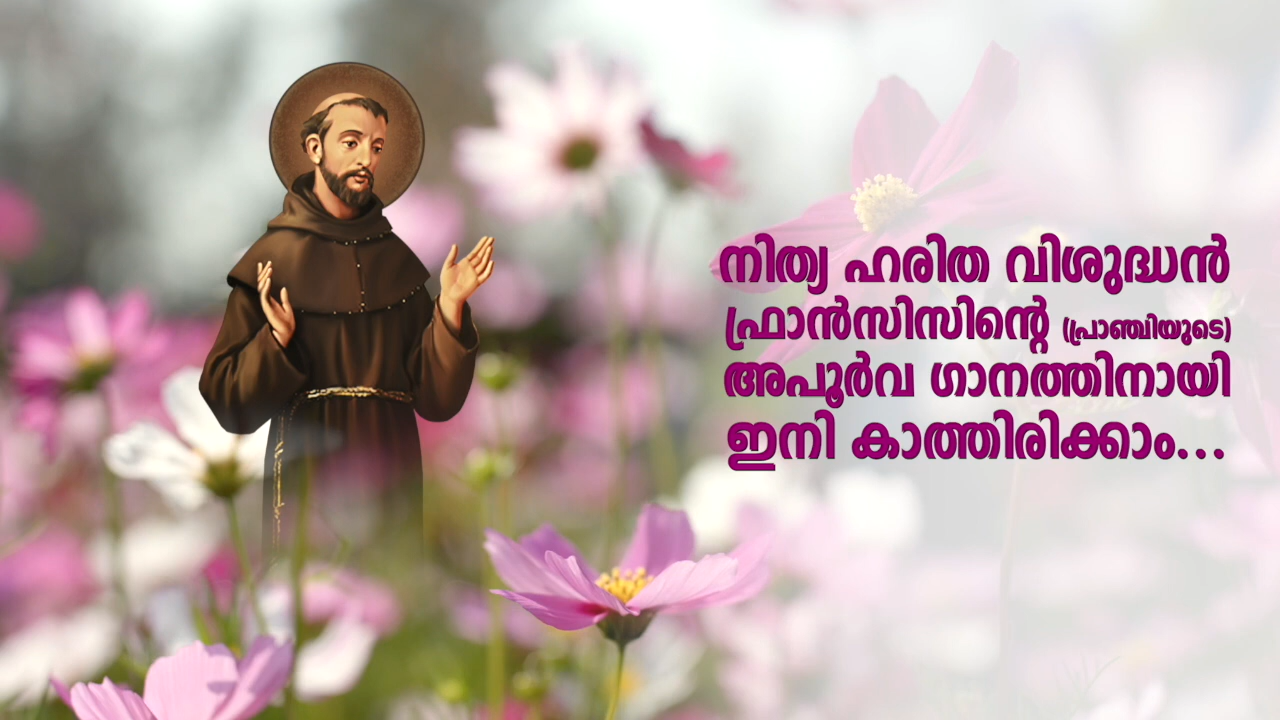 നിത്യ ഹരിത വിശുദ്ധൻ
ഫ്രാൻസിസിന്റെ (പ്രാഞ്ചിയുടെ)
അപൂർവ ഗാനത്തിനായി
ഇനി കാത്തിരിക്കാം...